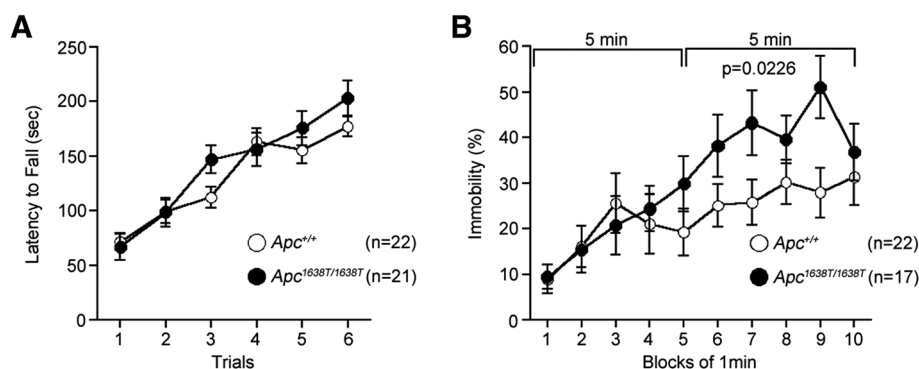 A
250
200
150
100
50
0
Latency to Fall (sec)
Apc+/+ (n=22)
Apc1638T/1638T (n=21)
1 2 3 4 5 6
Trials
B
5 min 5 min
p=0.0226
60
50
40
30
20
10
0
Immobility (%)
Apc+/+ (n=22)
Apc1638T/1638T (n=17)
1 2 3 4 5 6 7 8 9 10
Blocks of 1min